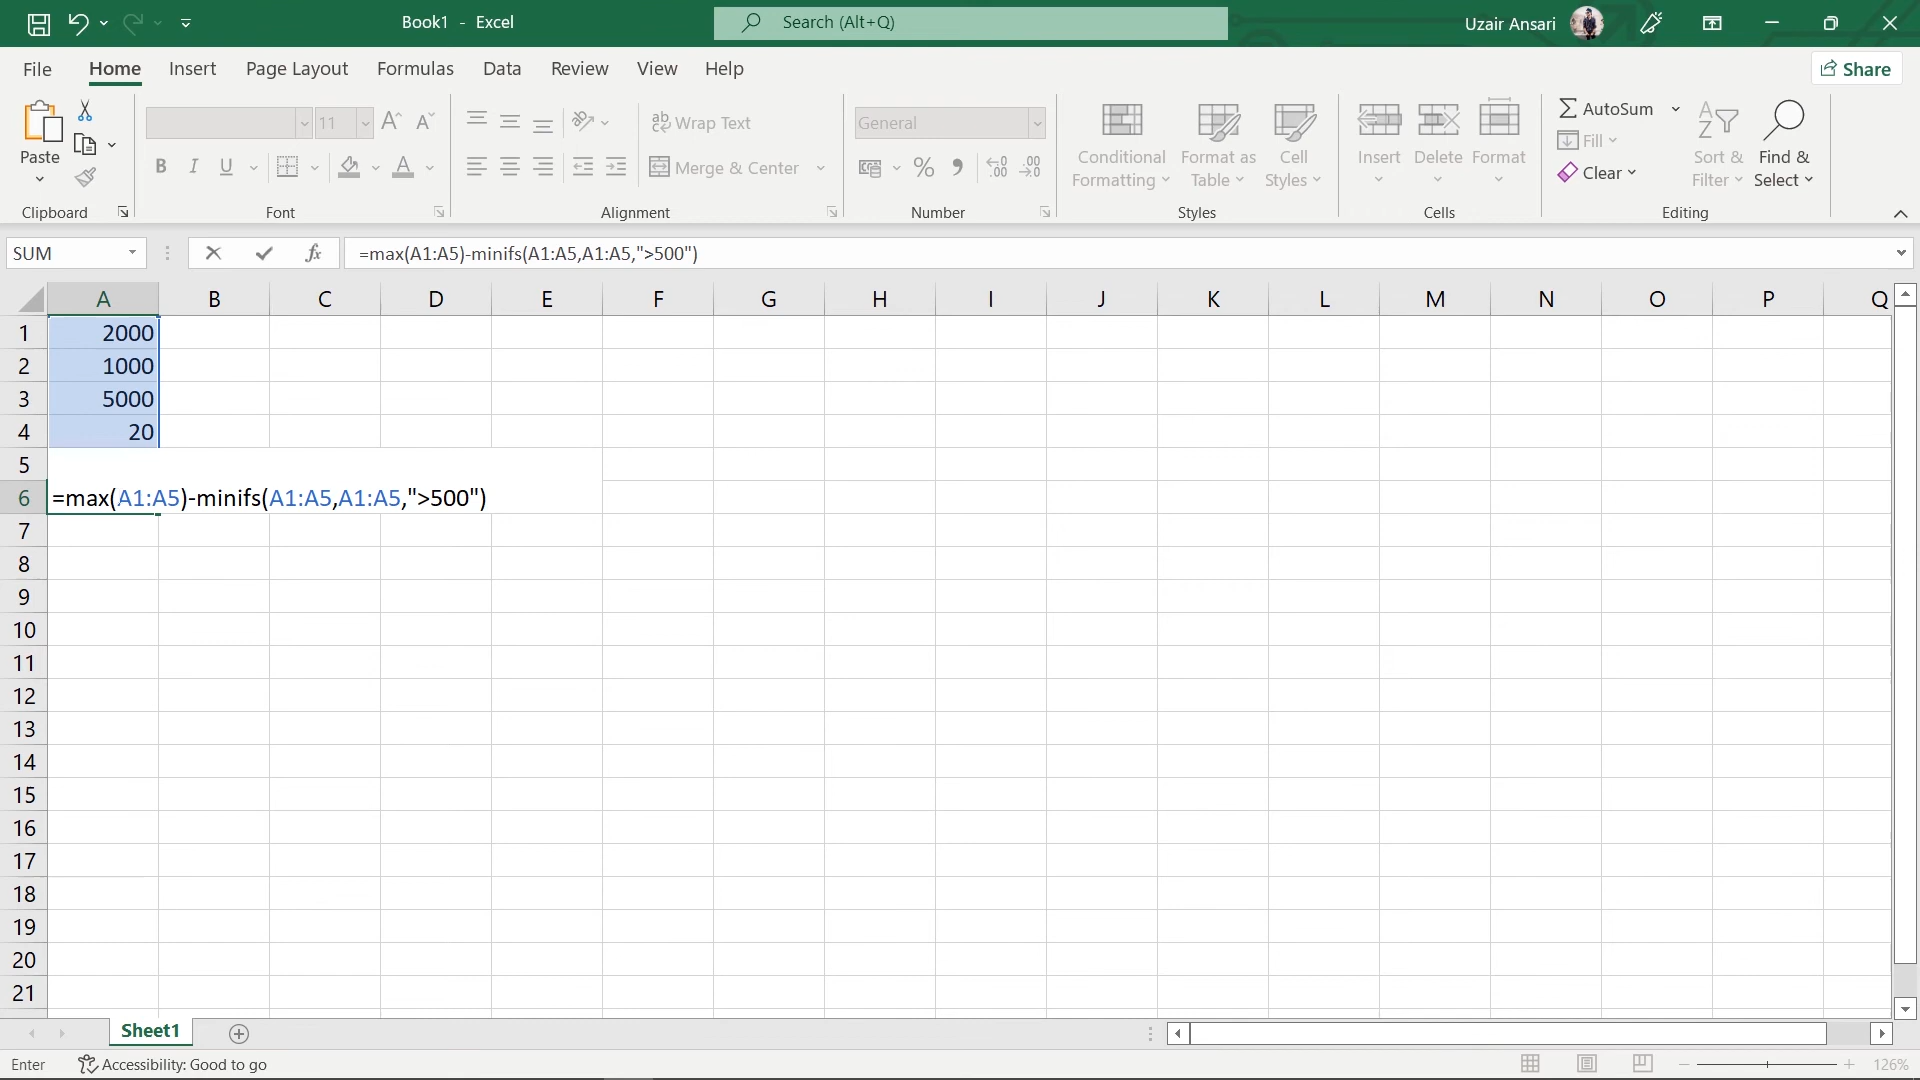 Book1 - Excel
Search (Alt+Q)
Uzair Ansari
File Home Insert Page Layout Formulas Data Review View Help
Share
Paste
11
Wrap Text
Merge & Center
General
Conditional Formatting
Format as Table
Cell Styles
Insert Delete Format
AutoSum
Fill
Clear
Sort & Filter
Find & Select
Clipboard Font Alignment Number Styles Cells Editing
SUM
fx
=max(A1:A5)-minifs(A1:A5,A1:A5,">500")
A B C D E F G H I J K L M N O P Q
1 2000
2 1000
3 5000
4 20
5
6 =max(A1:A5)-minifs(A1:A5,A1:A5,">500")
7
8
9
10
11
12
13
14
15
16
17
18
19
20
21
Sheet1
Enter Accessibility: Good to go 126%